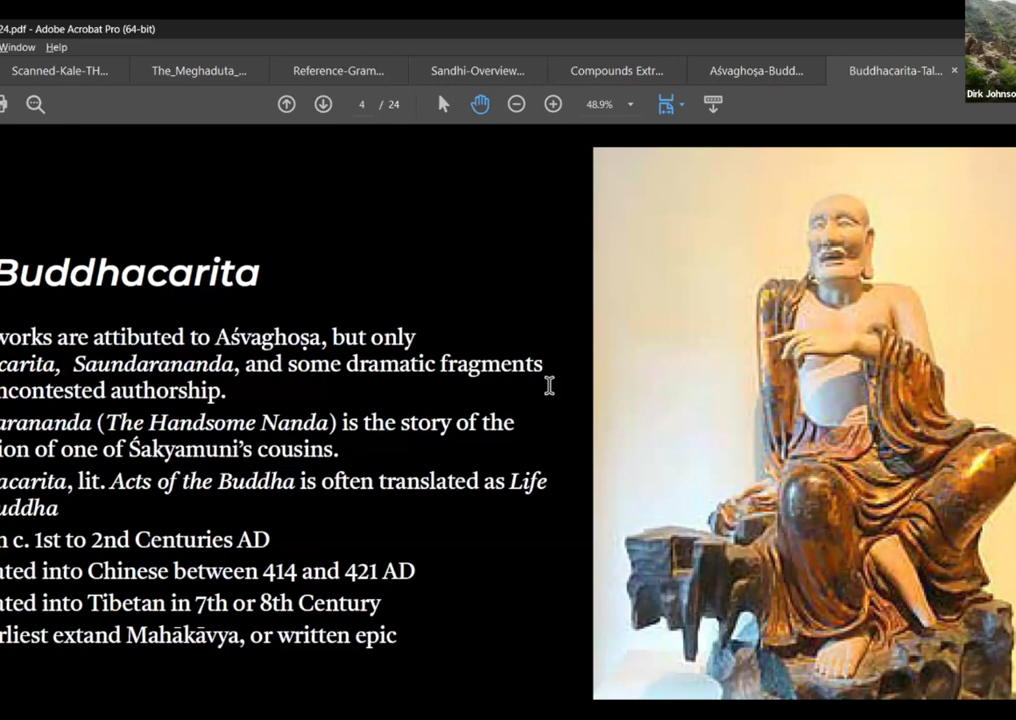 24.pdf - Adobe Acrobat Pro (64-bit)
Window Help
Scanned-Kale-TH... The_Meghaduta_... Reference-Gram... Sandhi-Overview... Compounds Extr... Aśvaghoṣa-Budd... Buddhacarita-Tal... ×
4 / 24 48.9%
Dirk Johnso
Buddhacarita
works are attibuted to Aśvaghoṣa, but only
carita, Saundarananda, and some dramatic fragments
ncontested authorship.
arananda (The Handsome Nanda) is the story of the
ion of one of Śakyamuni’s cousins.
acarita, lit. Acts of the Buddha is often translated as Life
uddha
n c. 1st to 2nd Centuries AD
ated into Chinese between 414 and 421 AD
ated into Tibetan in 7th or 8th Century
rliest extand Mahākāvya, or written epic